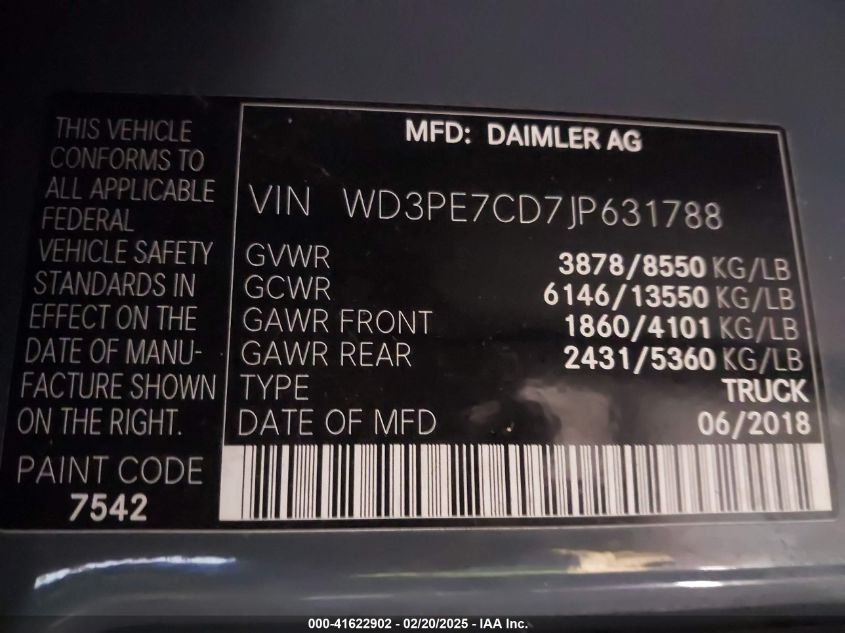 THIS VEHICLE
CONFORMS TO
ALL APPLICABLE
FEDERAL
VEHICLE SAFETY
STANDARDS IN
EFFECT ON THE
DATE OF MANU-
FACTURE SHOWN
ON THE RIGHT.
PAINT CODE
7542
MFD: DAIMLER AG
VIN WD3PE7CD7JP631788
GVWR 3878/8550 KG/LB
GCWR 6146/13550 KG/LB
GAWR FRONT 1860/4101 KG/LB
GAWR REAR 2431/5360 KG/LB
TYPE TRUCK
DATE OF MFD 06/2018
000-41622902 - 02/20/2025 - IAA Inc.